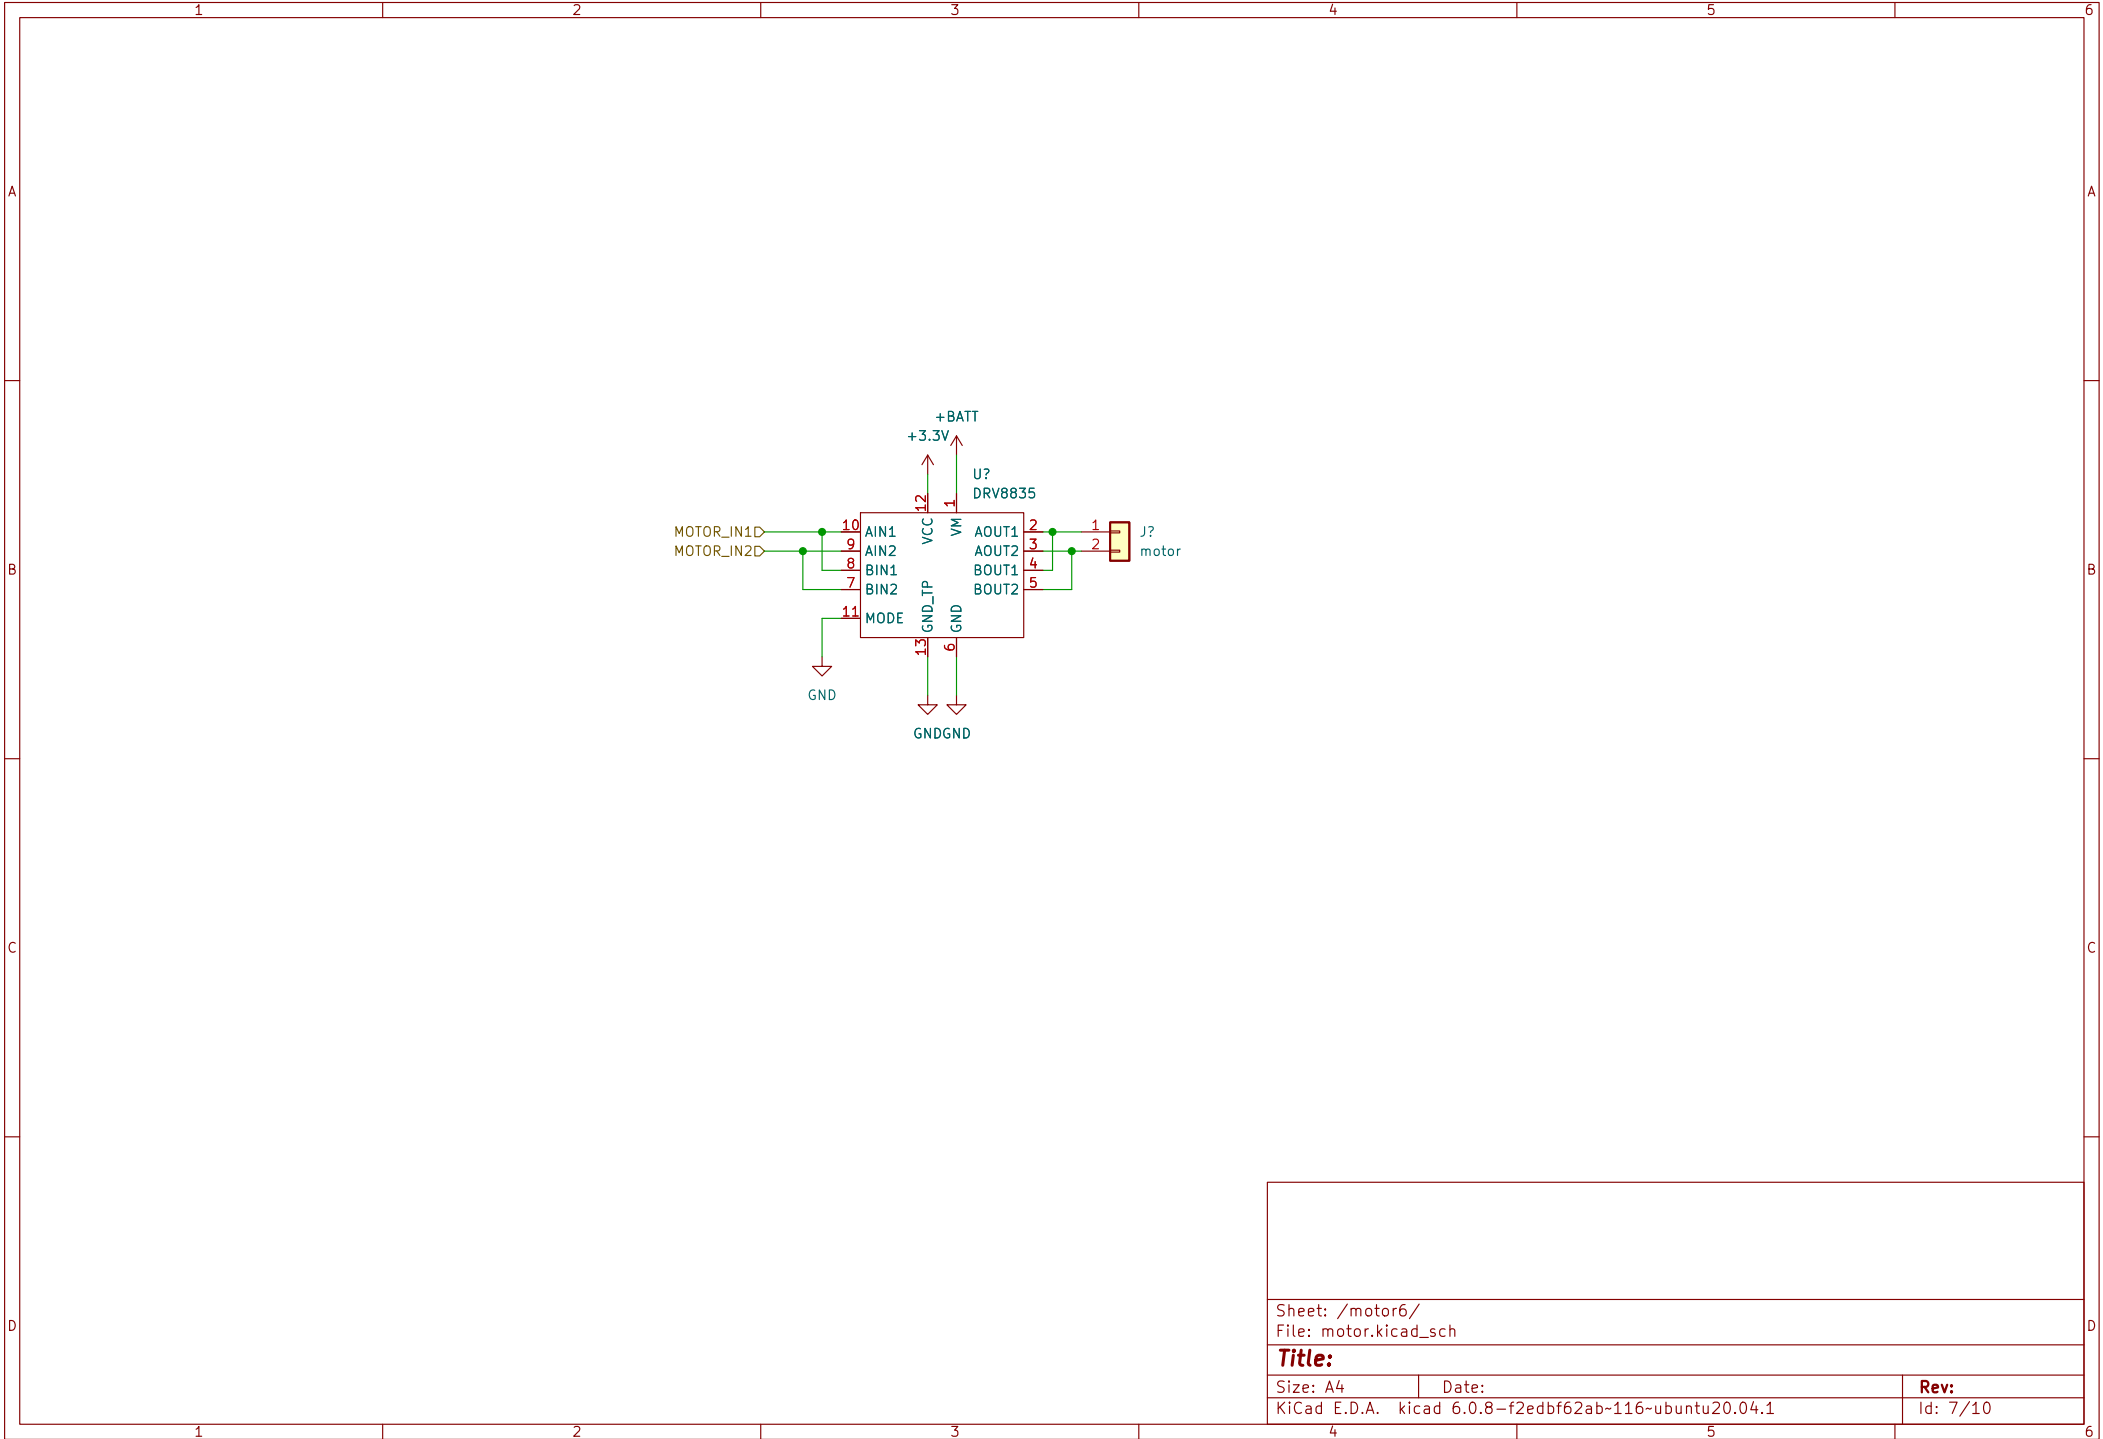 1 2 3 4 5 6
A A
+BATT
+3.3V
U?
DRV8835
12 1
VCC VM
MOTOR_IN1 10 AIN1 AOUT1 2 1 J?
MOTOR_IN2 9 AIN2 AOUT2 3 2 motor
B 8 BIN1 BOUT1 4 B
7 BIN2 BOUT2 5
11 MODE
GND_TP GND
13 6
GND
GND GND
C C
Sheet: /motor6/
D D
File: motor.kicad_sch
Title:
Size: A4 Date: Rev:
KiCad E.D.A. kicad 6.0.8-f2edbf62ab~116~ubuntu20.04.1 Id: 7/10
1 2 3 4 5 6